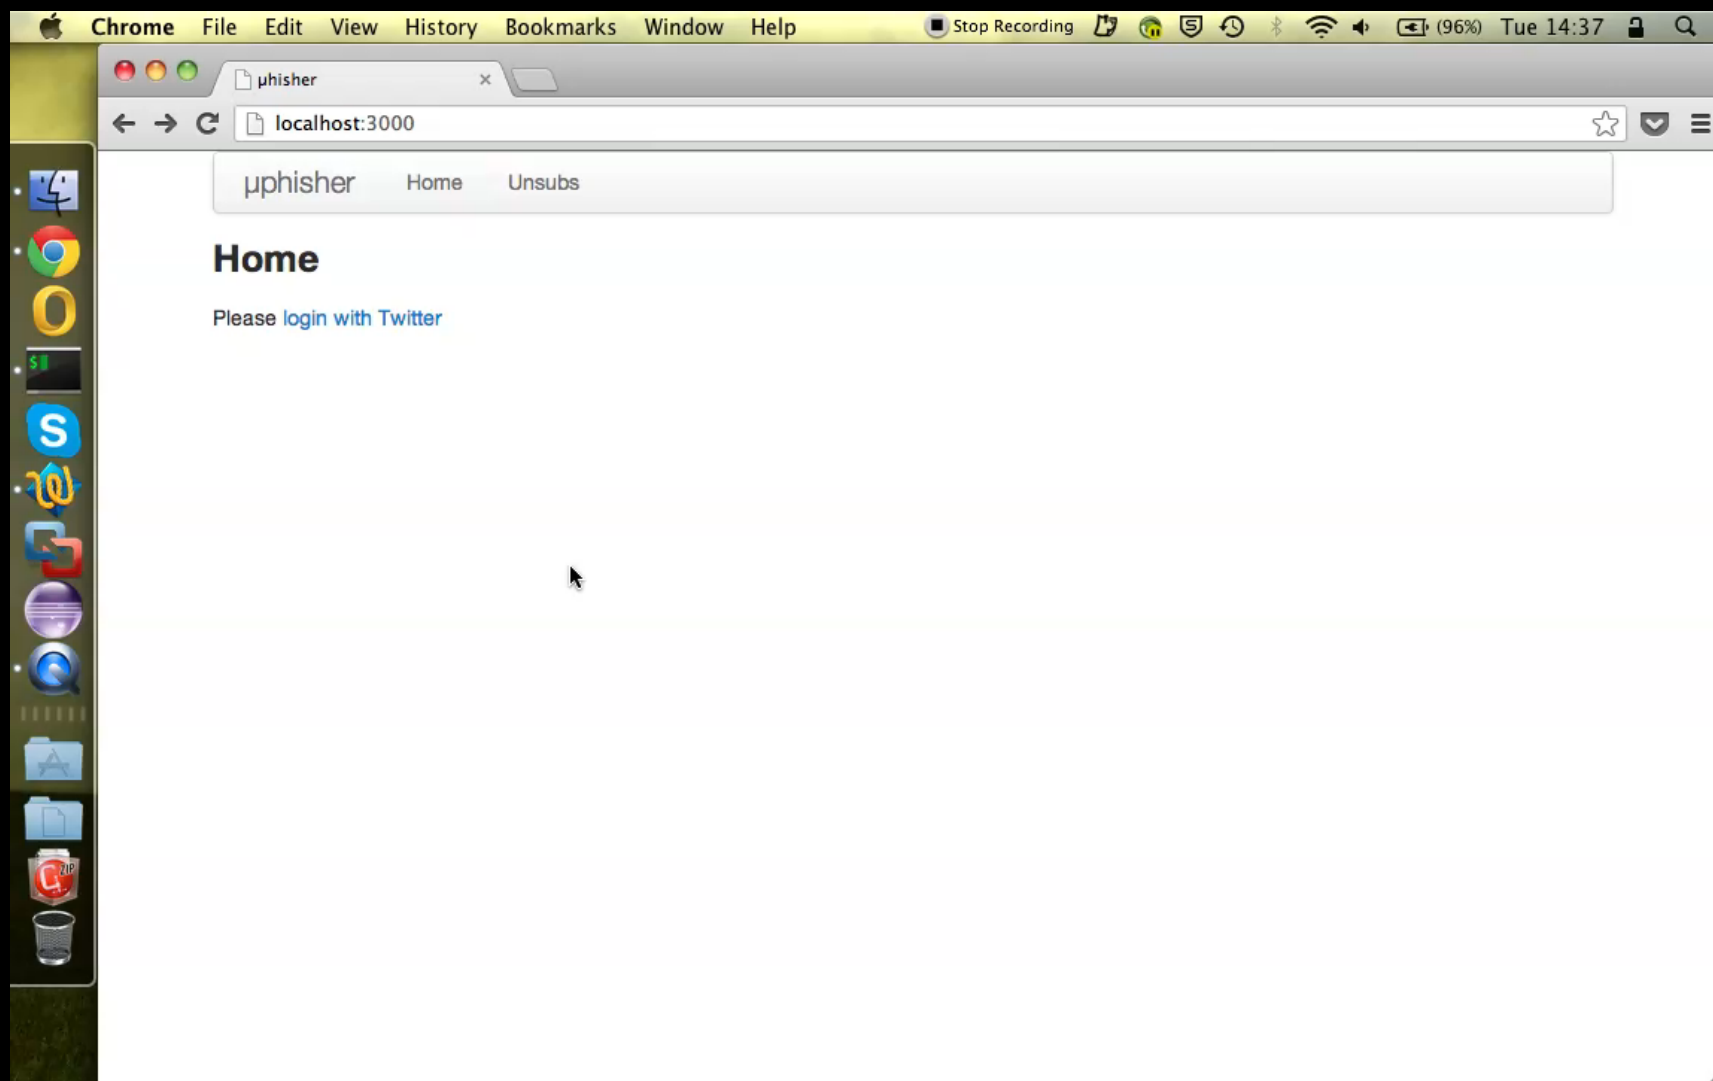 Chrome File Edit View History Bookmarks Window Help Stop Recording (96%) Tue 14:37
µhisher
localhost:3000
µphisher Home Unsubs
Home
Please login with Twitter
$
S
ZIP